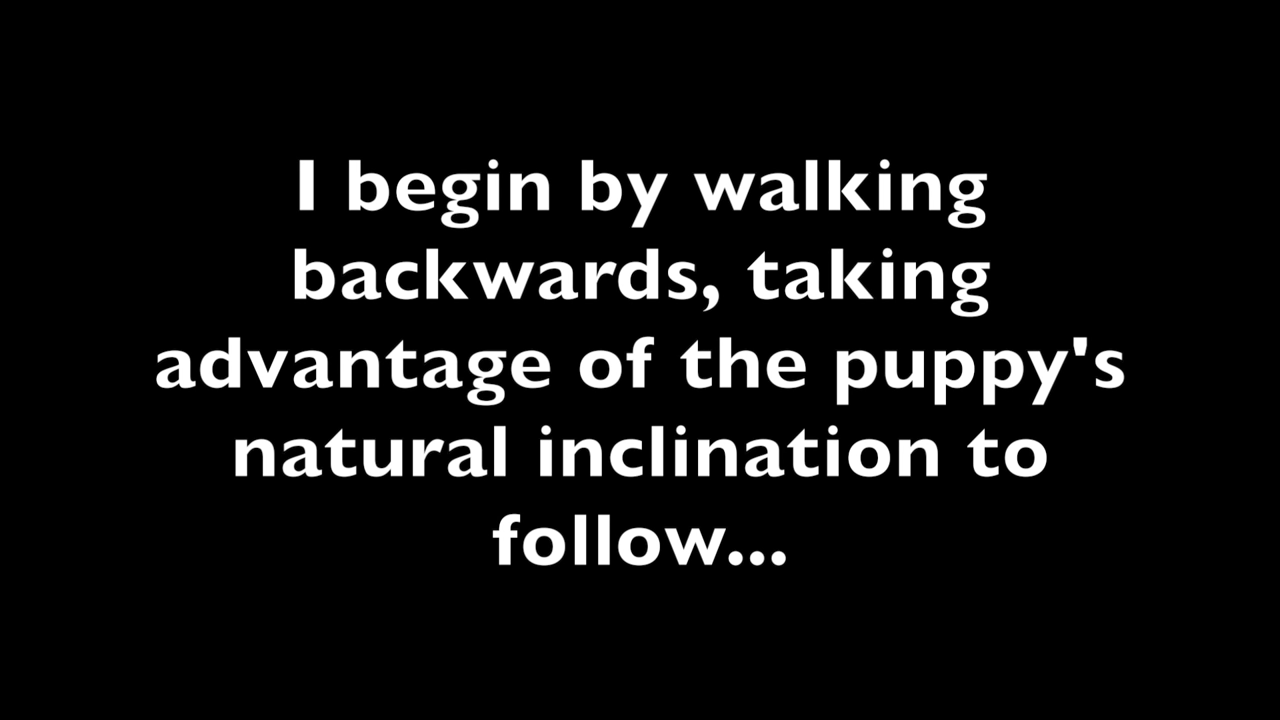 I begin by walking
backwards, taking
advantage of the puppy's
natural inclination to
follow...